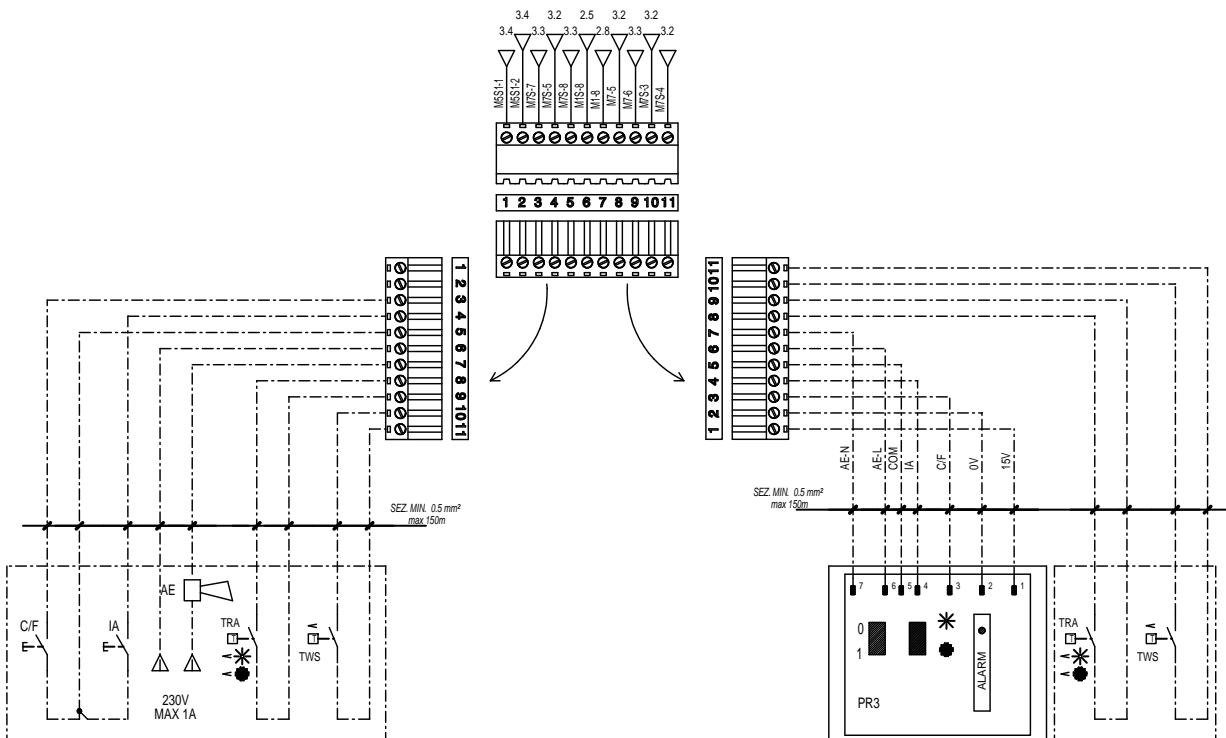 3.4 3.2 2.5 3.2 3.2
3.4 3.3 3.3 2.8 3.3 3.2
M5S1-1
M5S1-2
M7S-7
M7S-5
M7S-8
M1S-8
M1-8
M7-5
M7-6
M7S-3
M7S-4
1 2 3 4 5 6 7 8 9 10 11
1
2
3
4
5
6
7
8
9
10
11
11
10
9
8
7
6
5
4
3
2
1
AE-N
AE-L
COM
IA
C/F
0V
15V
SEZ. MIN. 0.5 mm²
max 150m
SEZ. MIN. 0.5 mm²
max 150m
C/F
IA
AE
230V
MAX 1A
TRA
T
<
<
<
T
TWS
7 6 5 4 3 2 1
0
1
ALARM
PR3
TRA
T
<
<
<
T
TWS